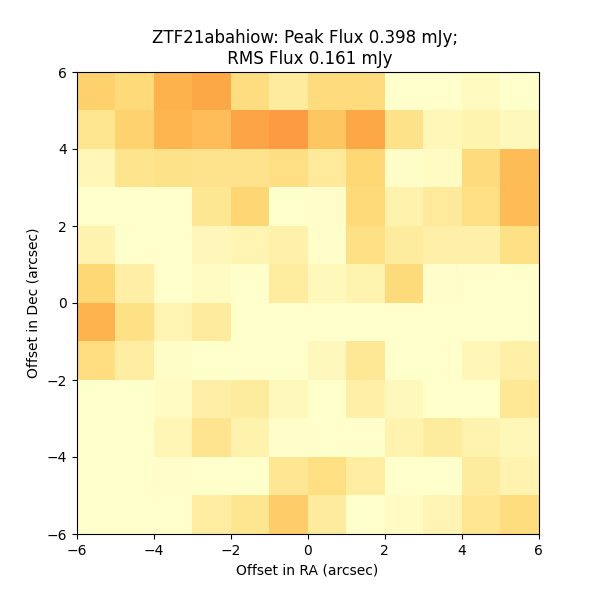 ZTF21abahiow: Peak Flux 0.398 mJy;
RMS Flux 0.161 mJy
6
4
2
0
−2
−4
−6
Offset in Dec (arcsec)
−6 −4 −2 0 2 4 6
Offset in RA (arcsec)